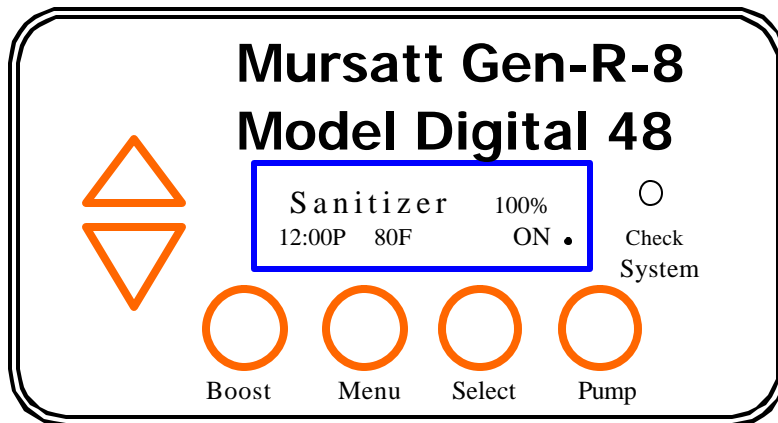 Mursatt Gen-R-8
Model Digital 48
Sanitizer 100%
12:00P 80F ON .
Check
System
Boost Menu Select Pump